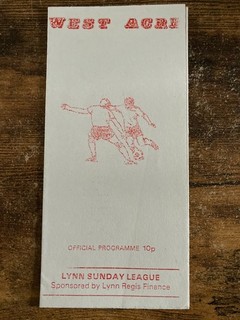 WEST ACRE
OFFICIAL PROGRAMME 10p
LYNN SUNDAY LEAGUE
Sponsored by Lynn Regis Finance